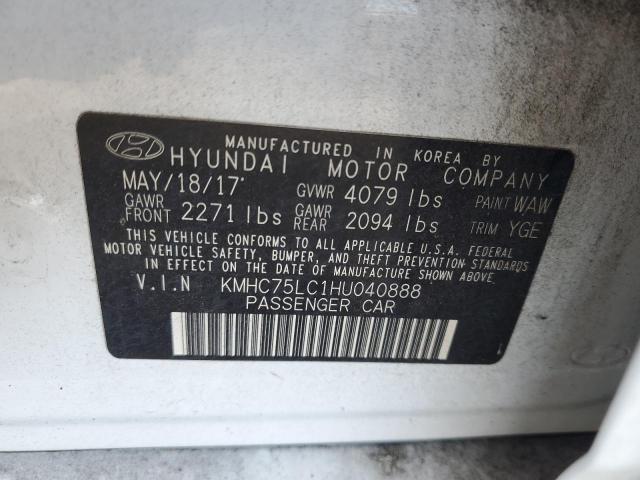 MANUFACTURED IN KOREA BY
HYUNDAI MOTOR COMPANY
MAY/18/17 GVWR 4079 lbs PAINT WAW
GAWR FRONT 2271 lbs GAWR REAR 2094 lbs TRIM YGE
THIS VEHICLE CONFORMS TO ALL APPLICABLE U.S.A. FEDERAL
MOTOR VEHICLE SAFETY, BUMPER, AND THEFT PREVENTION STANDARDS
IN EFFECT ON THE DATE OF MANUFACTURE SHOWN ABOVE.
V.I.N KMHC75LC1HU040888
PASSENGER CAR